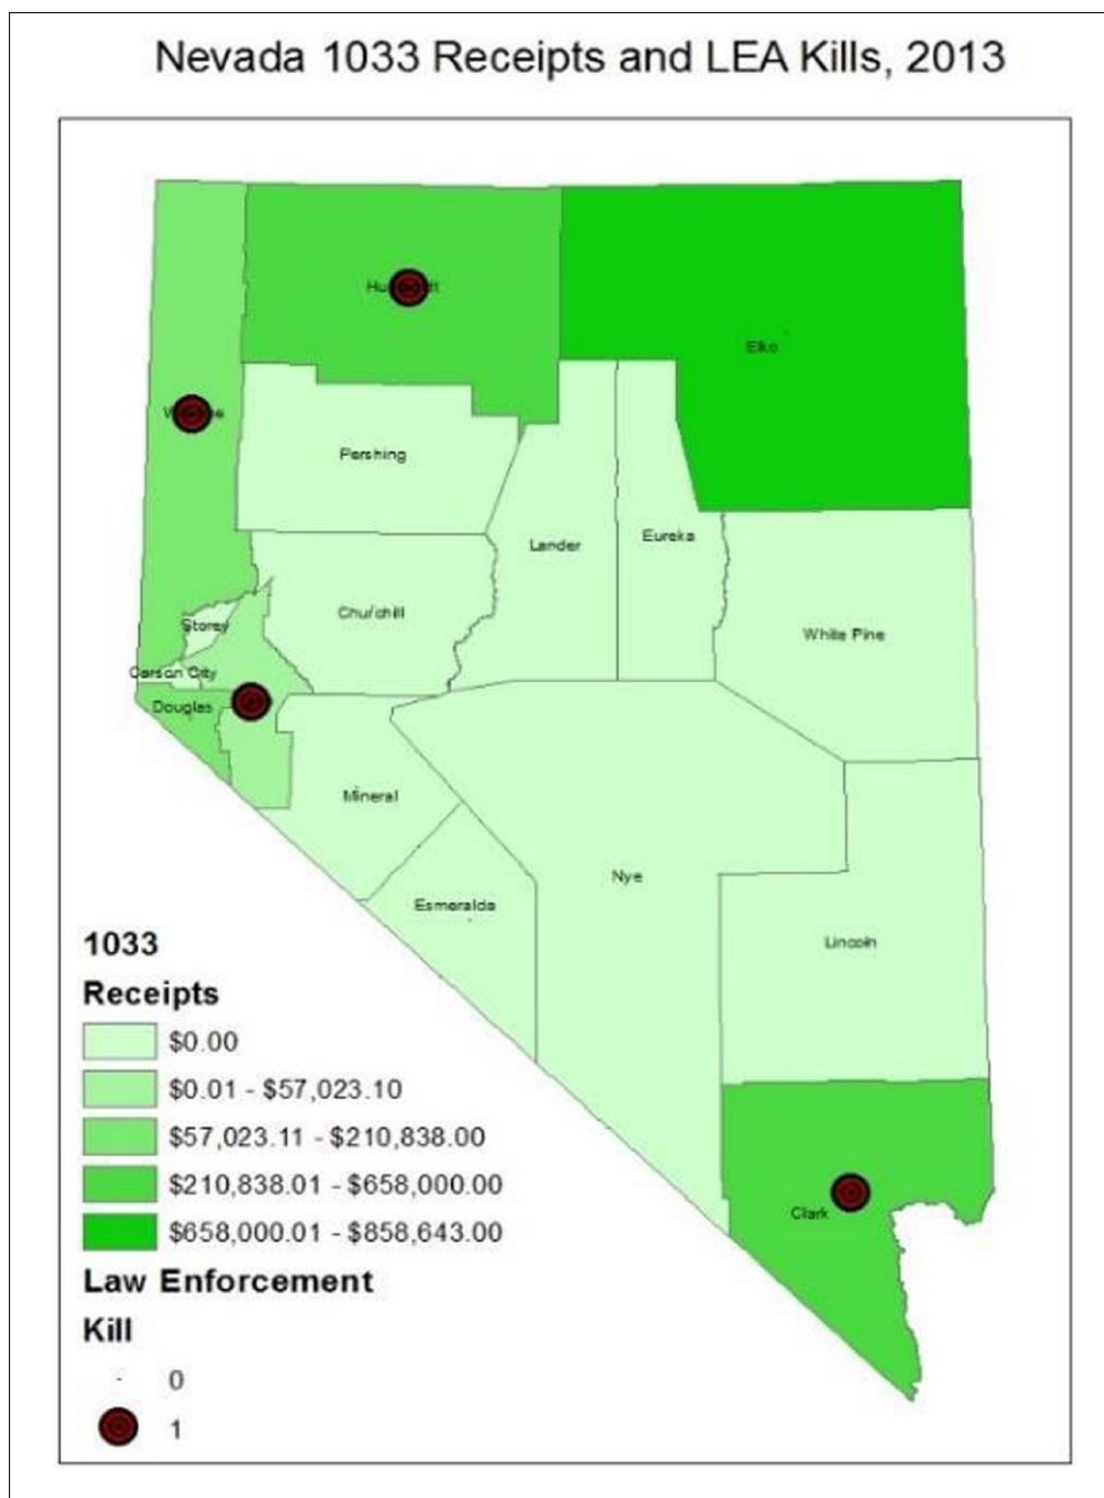 Nevada 1033 Receipts and LEA Kills, 2013
Elko
Pershing
Lander
Eureka
Churchill
Storey
White Pine
Carson City
Douglas
Mineral
Nye
Esmeralda
Lincoln
Clark
1033
Receipts
$0.00
$0.01 - $57,023.10
$57,023.11 - $210,838.00
$210,838.01 - $658,000.00
$658,000.01 - $858,643.00
Law Enforcement
Kill
0
1